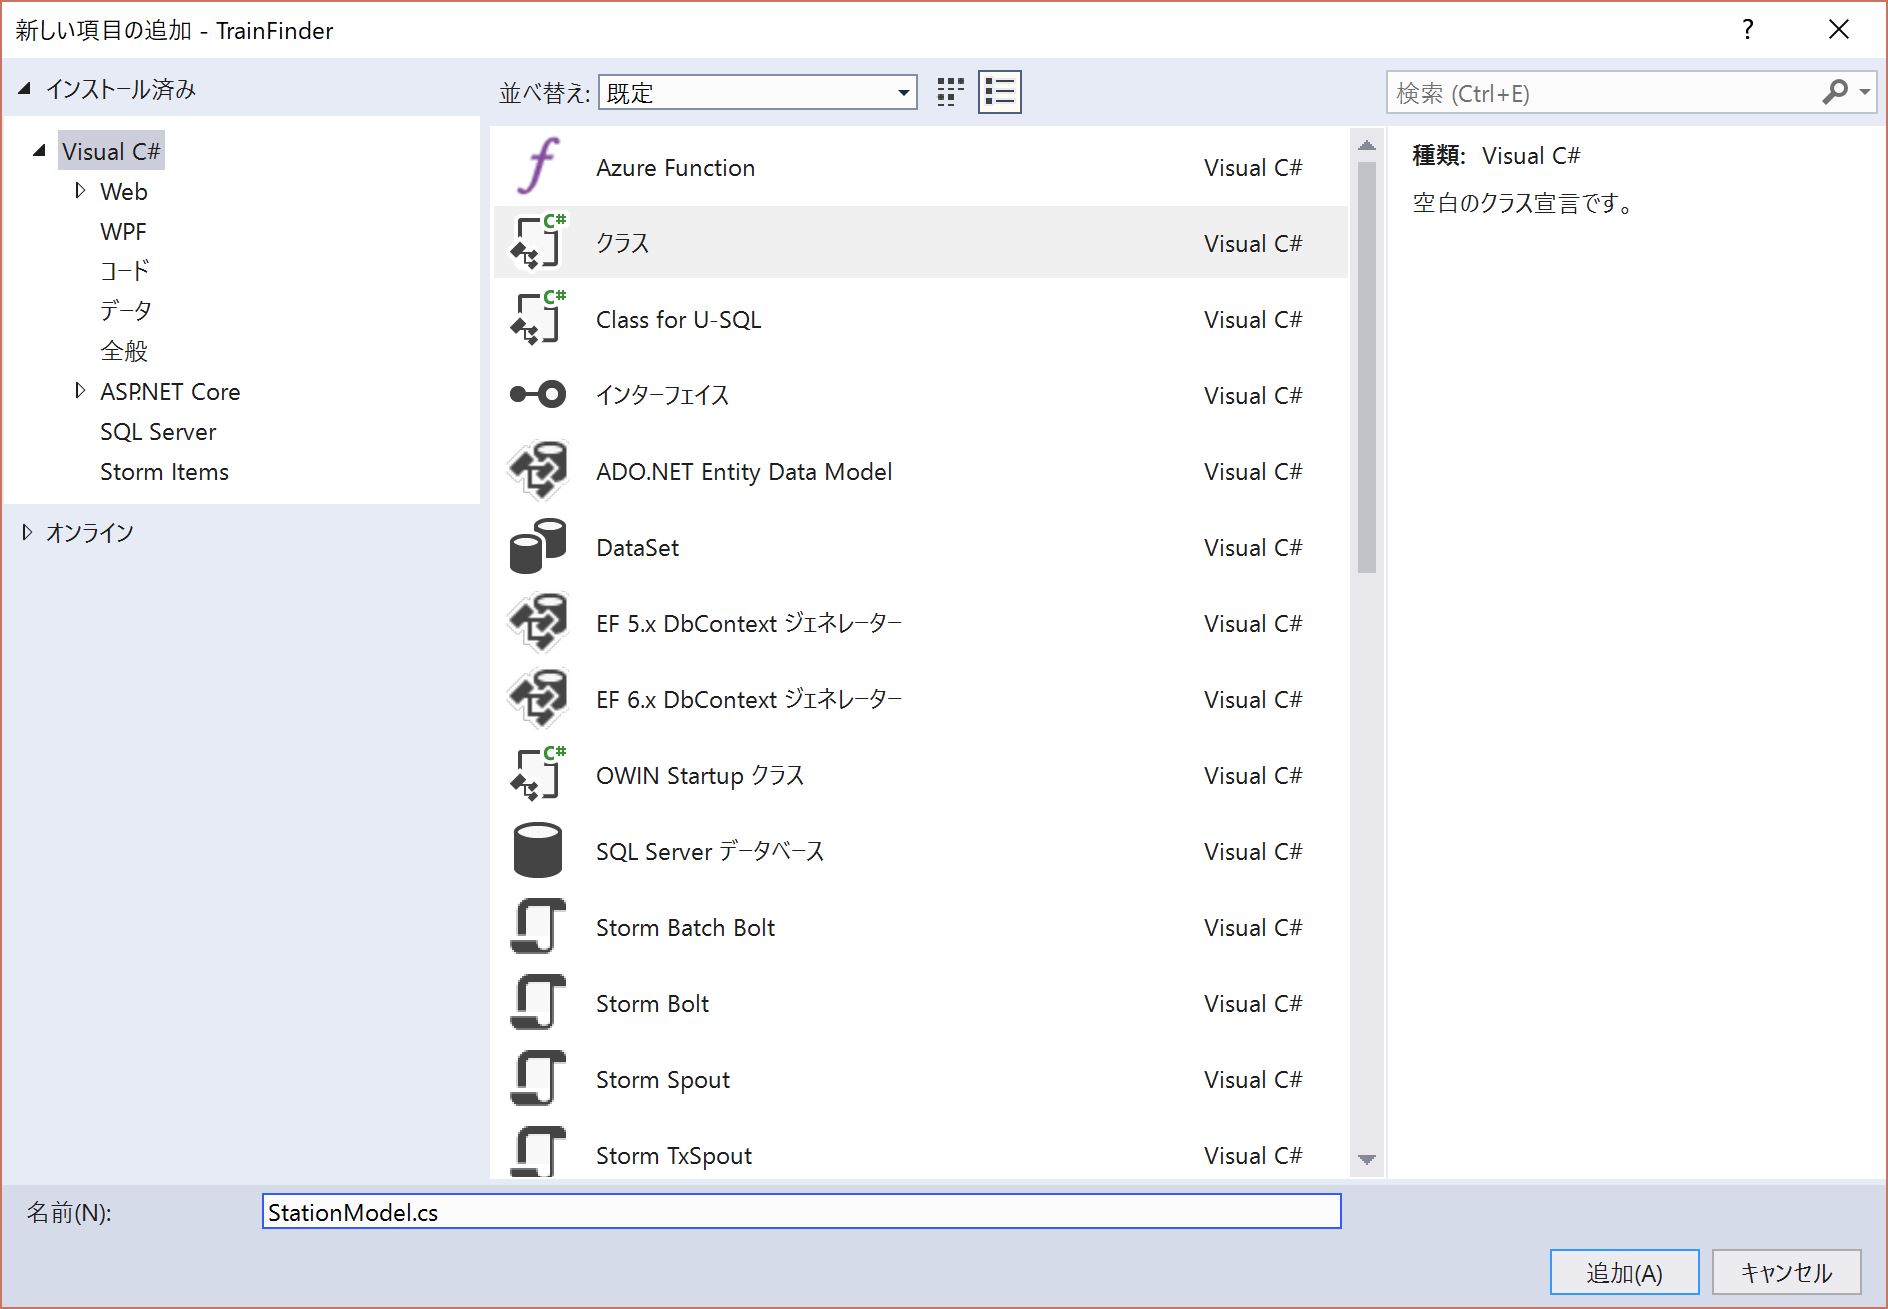 新しい項目の追加 - TrainFinder
?
インストール済み
並べ替え: 既定
検索 (Ctrl+E)
Visual C#
Web
WPF
コード
データ
全般
ASP.NET Core
SQL Server
Storm Items
オンライン
Azure Function Visual C#
C# クラス Visual C#
C# Class for U-SQL Visual C#
インターフェイス Visual C#
ADO.NET Entity Data Model Visual C#
DataSet Visual C#
EF 5.x DbContext ジェネレーター Visual C#
EF 6.x DbContext ジェネレーター Visual C#
C# OWIN Startup クラス Visual C#
SQL Server データベース Visual C#
Storm Batch Bolt Visual C#
Storm Bolt Visual C#
Storm Spout Visual C#
Storm TxSpout Visual C#
種類: Visual C#
空白のクラス宣言です。
名前(N): StationModel.cs
追加(A) キャンセル